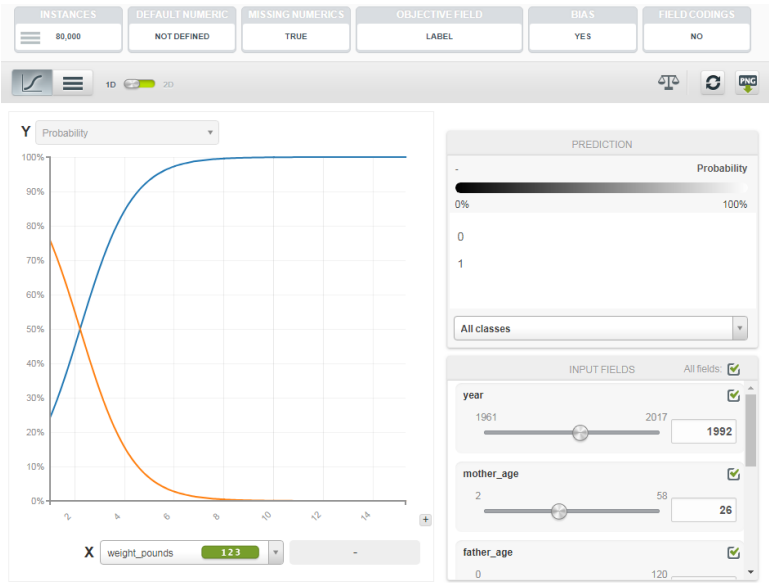 INSTANCES DEFAULT NUMERIC MISSING NUMERICS OBJECTIVE FIELD BIAS FIELD CODINGS
80,000 NOT DEFINED TRUE LABEL YES NO
1D 2D PNG
Y Probability
100%
90%
80%
70%
60%
50%
40%
30%
20%
10%
0%
2 4 6 8 10 12 14
+
X weight_pounds 123 -
PREDICTION
- Probability
0% 100%
0
1
All classes
INPUT FIELDS All fields:
year
1961 2017
1992
mother_age
2 58
26
father_age
0 120